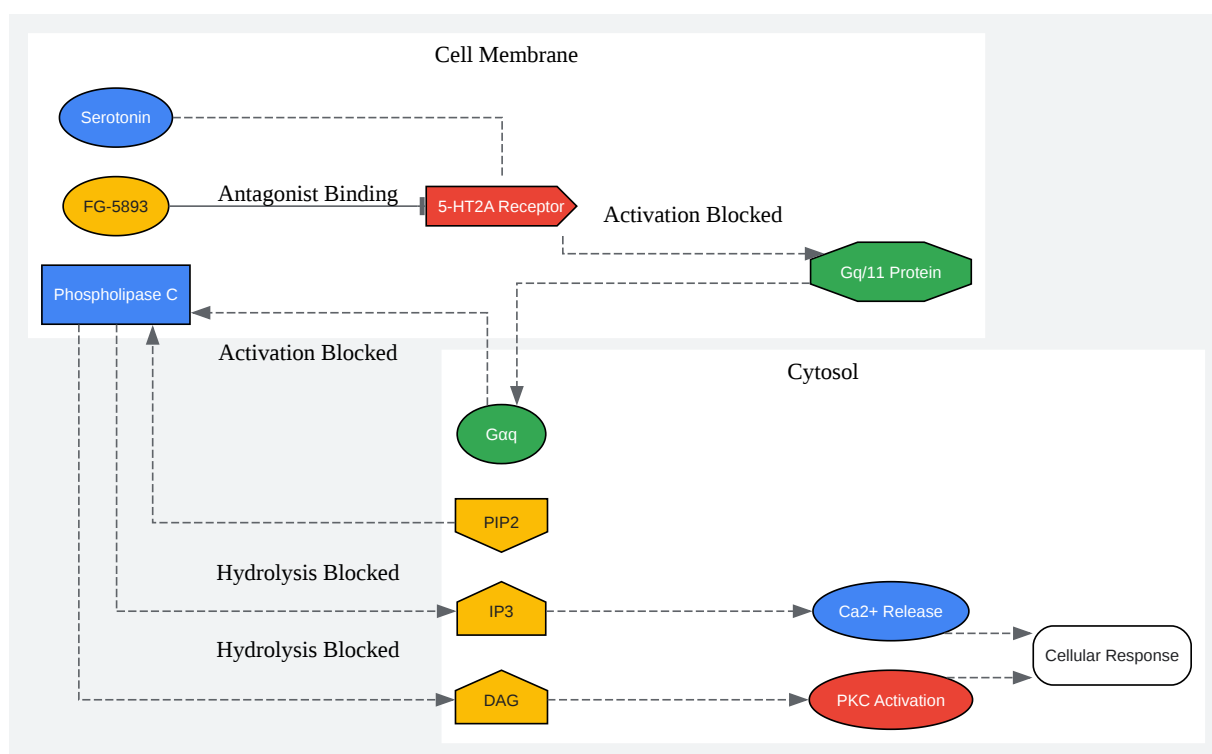 Cell Membrane
Serotonin
FG-5893
Antagonist Binding
5-HT2A Receptor
Activation Blocked
Gq/11 Protein
Phospholipase C
Activation Blocked
Cytosol
Gαq
PIP2
Hydrolysis Blocked
IP3
Ca2+ Release
Hydrolysis Blocked
Cellular Response
DAG
PKC Activation